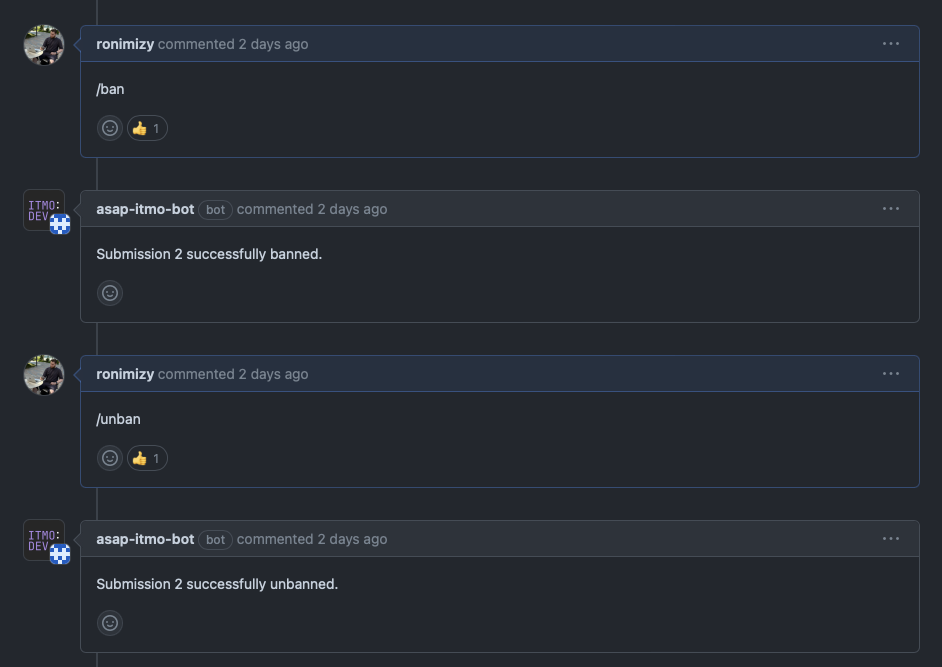 ronimizy commented 2 days ago
/ban
👍 1
ITMO:
DEV
asap-itmo-bot bot commented 2 days ago
Submission 2 successfully banned.
ronimizy commented 2 days ago
/unban
👍 1
ITMO:
DEV
asap-itmo-bot bot commented 2 days ago
Submission 2 successfully unbanned.